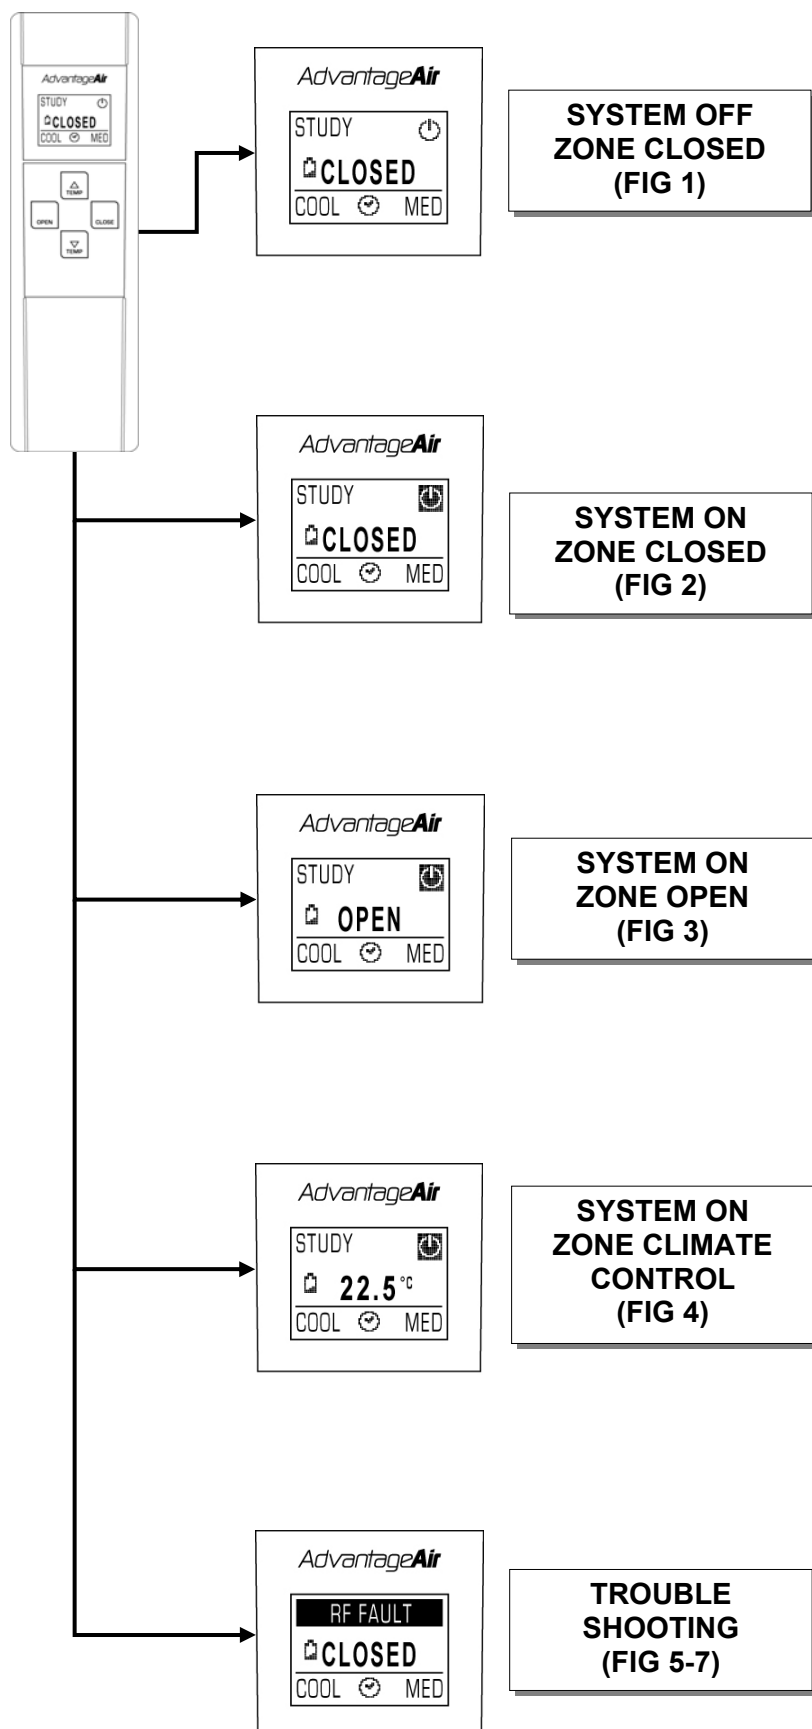 AdvantageAir
STUDY
CLOSED
COOL MED
TEMP
OPEN CLOSE
TEMP
AdvantageAir
STUDY
CLOSED
COOL MED
SYSTEM OFF
ZONE CLOSED
(FIG 1)
AdvantageAir
STUDY
CLOSED
COOL MED
SYSTEM ON
ZONE CLOSED
(FIG 2)
AdvantageAir
STUDY
OPEN
COOL MED
SYSTEM ON
ZONE OPEN
(FIG 3)
AdvantageAir
STUDY
22.5°C
COOL MED
SYSTEM ON
ZONE CLIMATE
CONTROL
(FIG 4)
AdvantageAir
RF FAULT
CLOSED
COOL MED
TROUBLE
SHOOTING
(FIG 5-7)